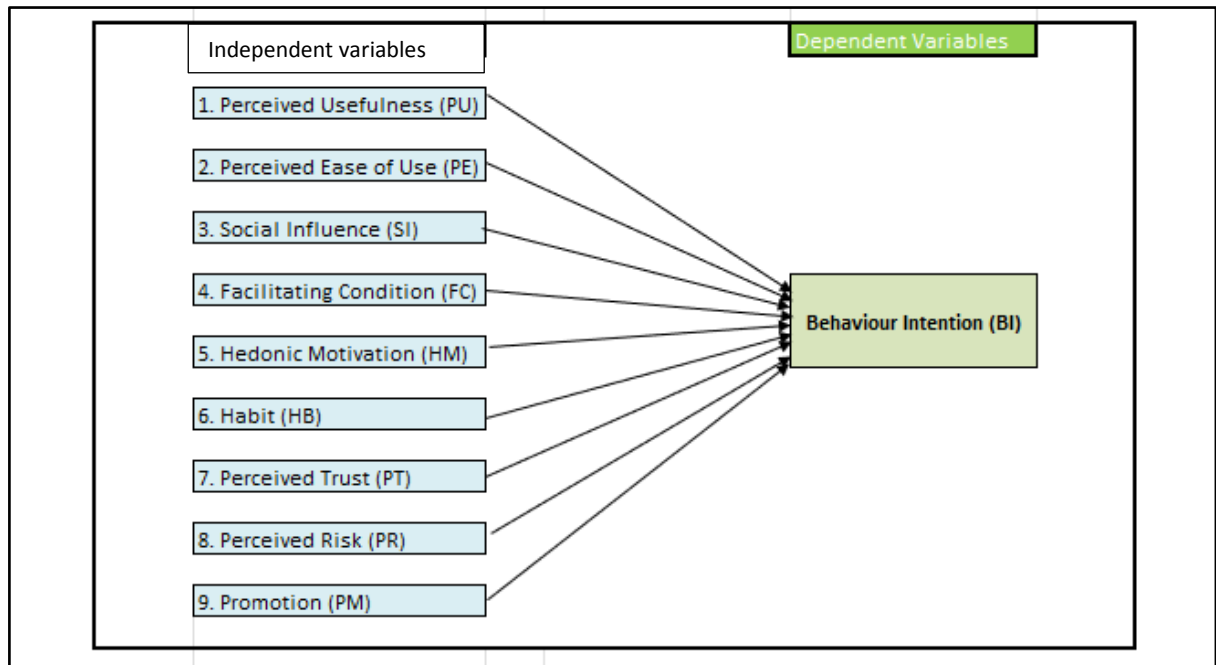 Independent variables
Dependent Variables
1. Perceived Usefulness (PU)
2. Perceived Ease of Use (PE)
3. Social Influence (SI)
4. Facilitating Condition (FC)
5. Hedonic Motivation (HM)
6. Habit (HB)
7. Perceived Trust (PT)
8. Perceived Risk (PR)
9. Promotion (PM)
Behaviour Intention (BI)